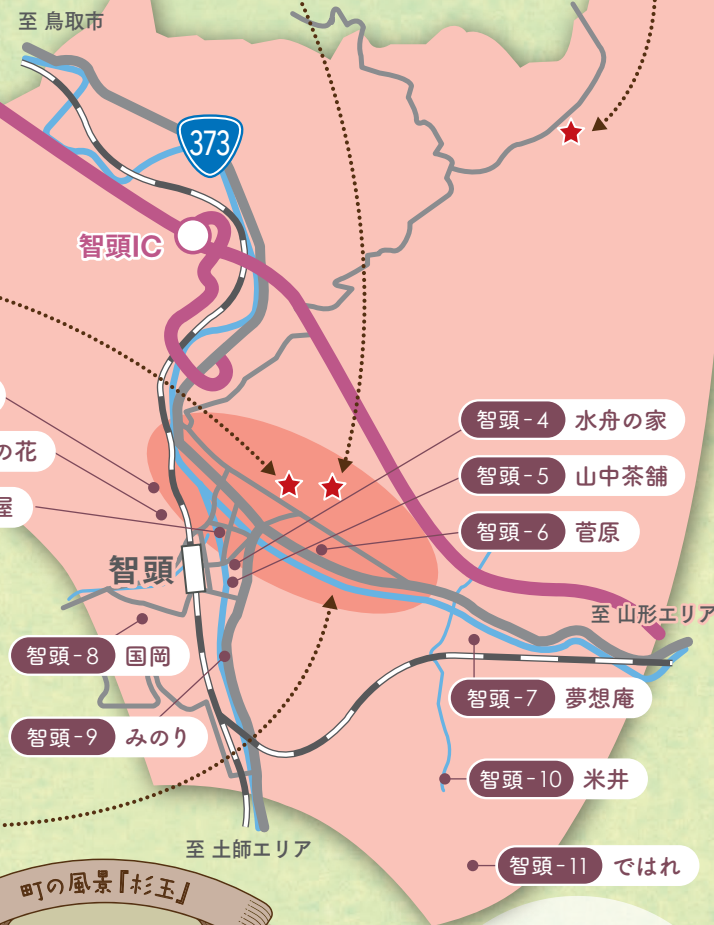 至 鳥取市
373
智頭IC
の花
屋
智頭-4 水舟の家
智頭-5 山中茶舗
智頭-6 菅原
智頭
至 山形エリア
智頭-8 国岡
智頭-7 夢想庵
智頭-9 みのり
智頭-10 米井
至 土師エリア
智頭-11 ではれ
町の風景『杉玉』